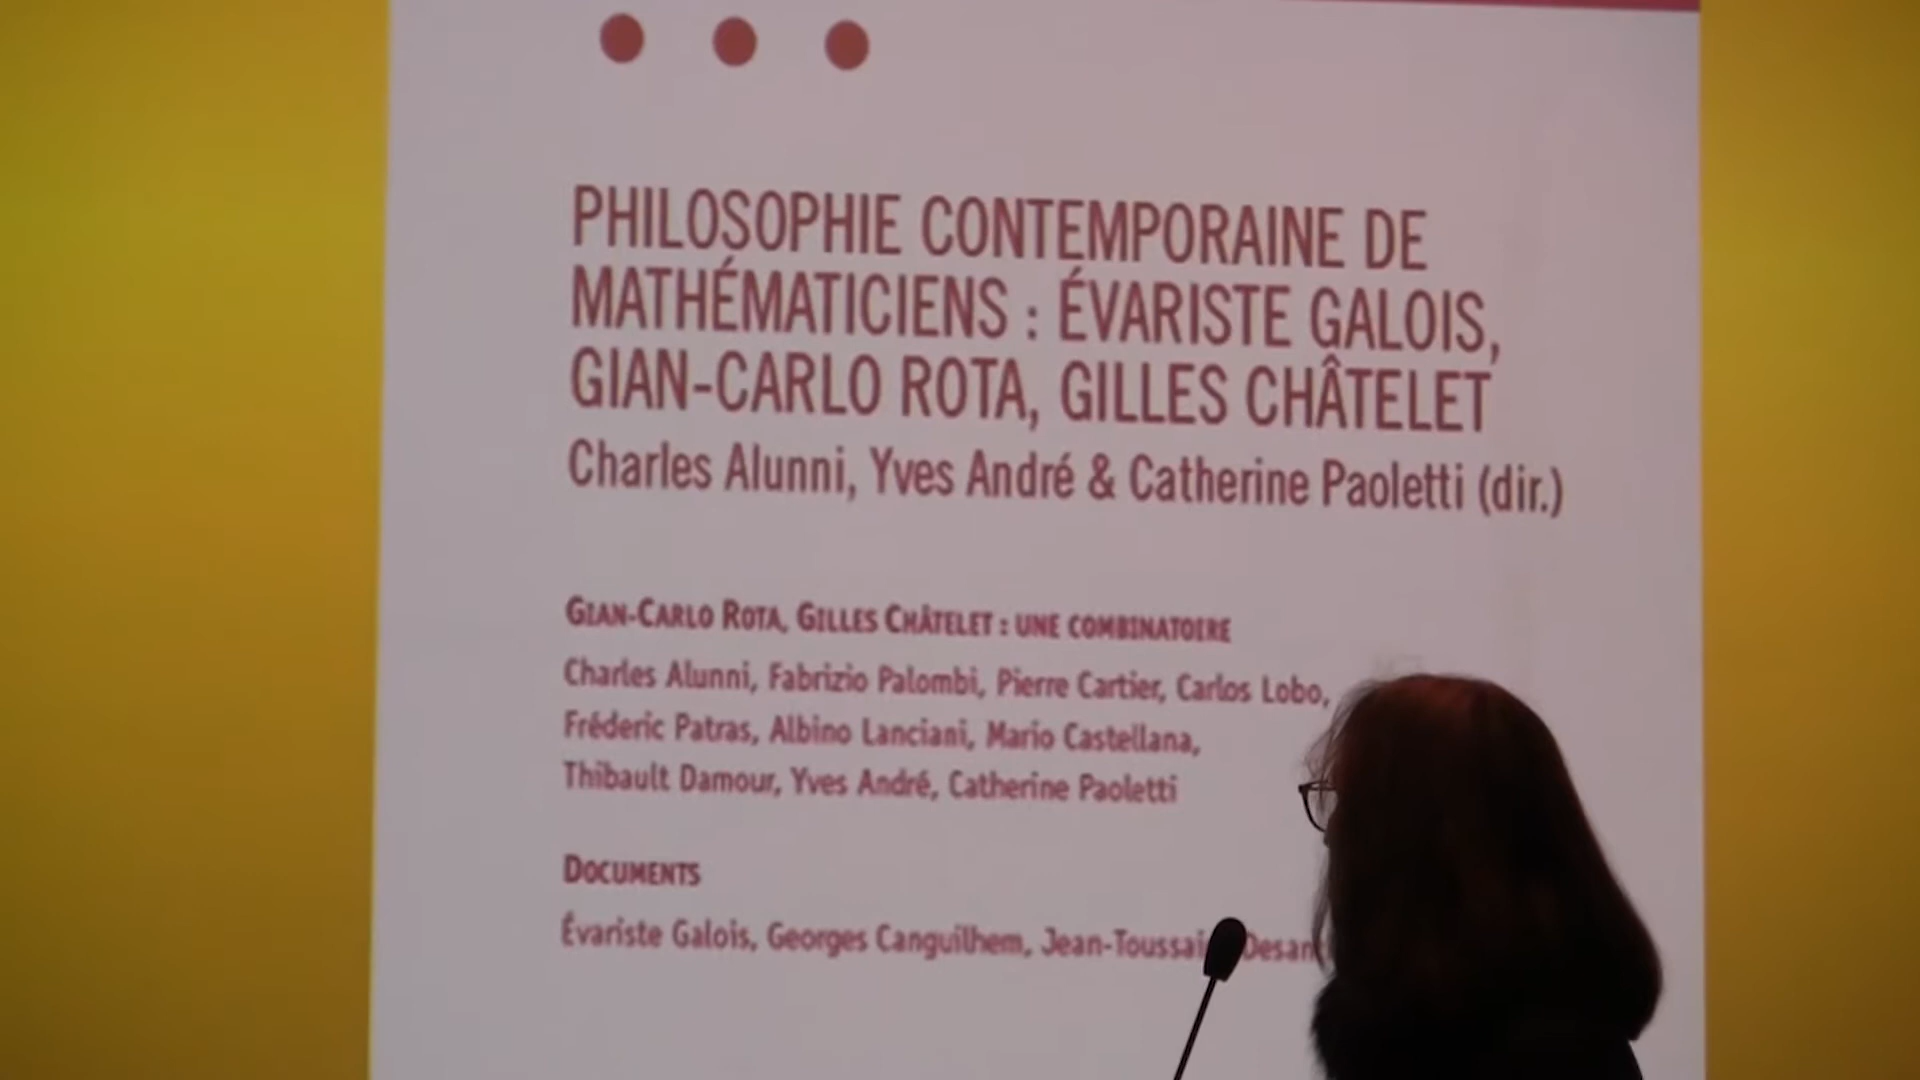 PHILOSOPHIE CONTEMPORAINE DE
MATHÉMATICIENS : ÉVARISTE GALOIS,
GIAN-CARLO ROTA, GILLES CHÂTELET
Charles Alunni, Yves André & Catherine Paoletti (dir.)
GIAN-CARLO ROTA, GILLES CHÂTELET : UNE COMBINATOIRE
Charles Alunni, Fabrizio Palombi, Pierre Cartier, Carlos Lobo,
Fréderic Patras, Albino Lanciani, Mario Castellana,
Thibault Damour, Yves André, Catherine Paoletti
DOCUMENTS
Évariste Galois, Georges Canguilhem,